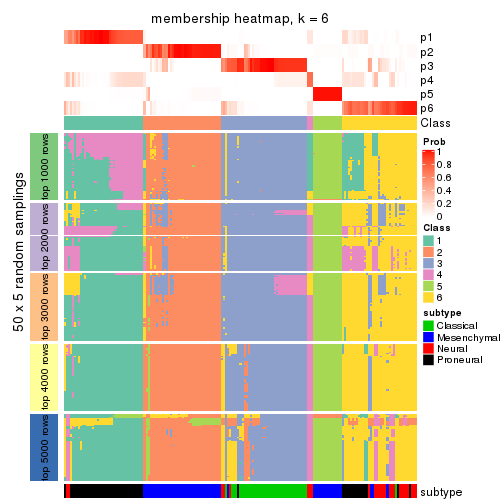 membership heatmap, k = 6
p1
p2
p3
p4
p5
p6
Class
50 x 5 random samplings
top 1000 rows
top 2000 rows
top 3000 rows
top 4000 rows
top 5000 rows
subtype
Prob
1
0.8
0.6
0.4
0.2
0
Class
1
2
3
4
5
6
subtype
Classical
Mesenchymal
Neural
Proneural